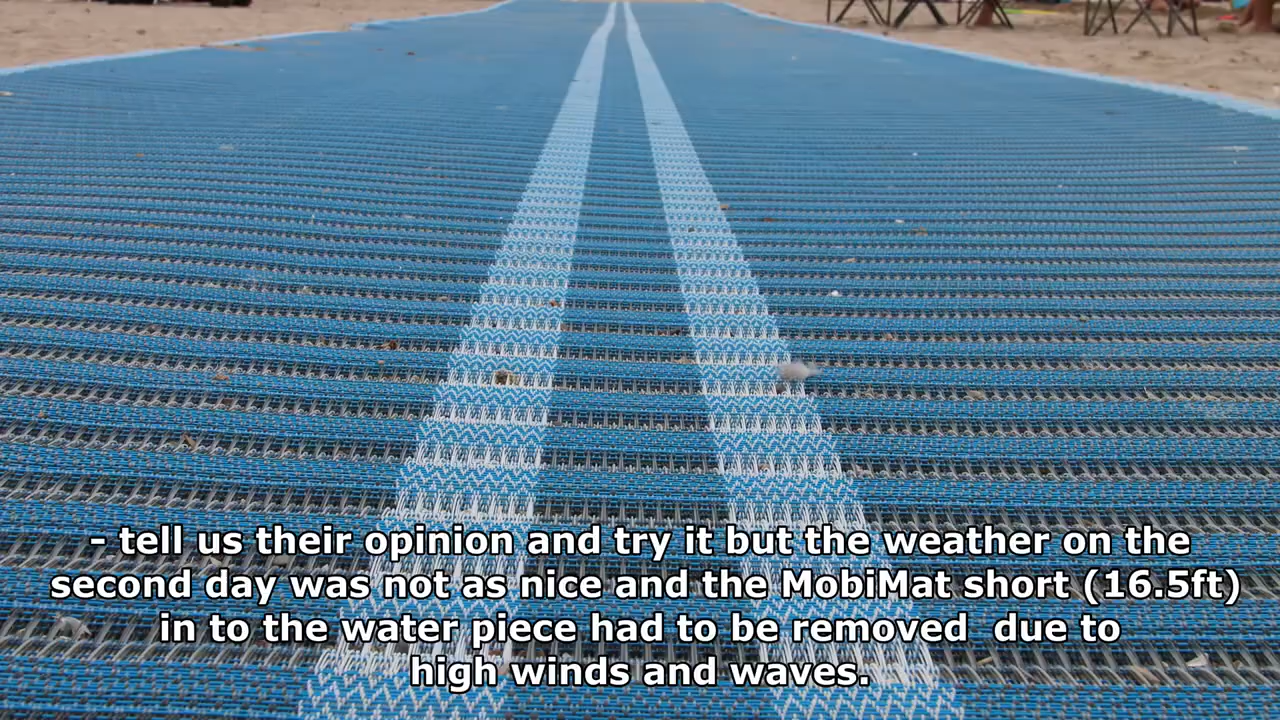 - tell us their opinion and try it but the weather on the
second day was not as nice and the MobiMat short (16.5ft)
in to the water piece had to be removed  due to
high winds and waves.